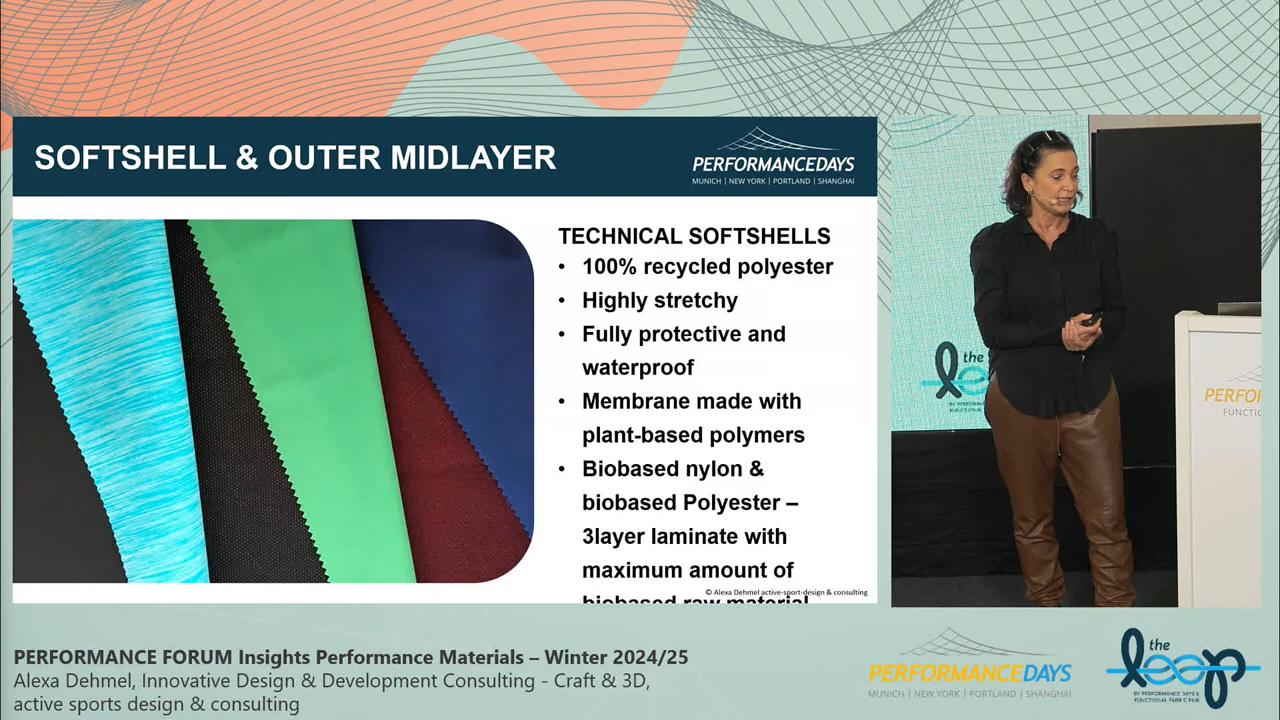 SOFTSHELL & OUTER MIDLAYER
PERFORMANCEDAYS
MUNICH | NEW YORK | PORTLAND | SHANGHAI
TECHNICAL SOFTSHELLS
• 100% recycled polyester
• Highly stretchy
• Fully protective and
waterproof
• Membrane made with
plant-based polymers
• Biobased nylon &
biobased Polyester –
3layer laminate with
maximum amount of
biobased raw material
© Alexa Dehmel active-sport-design & consulting
the
PERFO
FUNCTIO
PERFORMANCE FORUM Insights Performance Materials – Winter 2024/25
Alexa Dehmel, Innovative Design & Development Consulting - Craft & 3D,
active sports design & consulting
PERFORMANCEDAYS
MUNICH | NEW YORK | PORTLAND | SHANGHAI
the
loop
BY PERFORMANCE DAYS &
FUNCTIONAL FABRIC FAIR